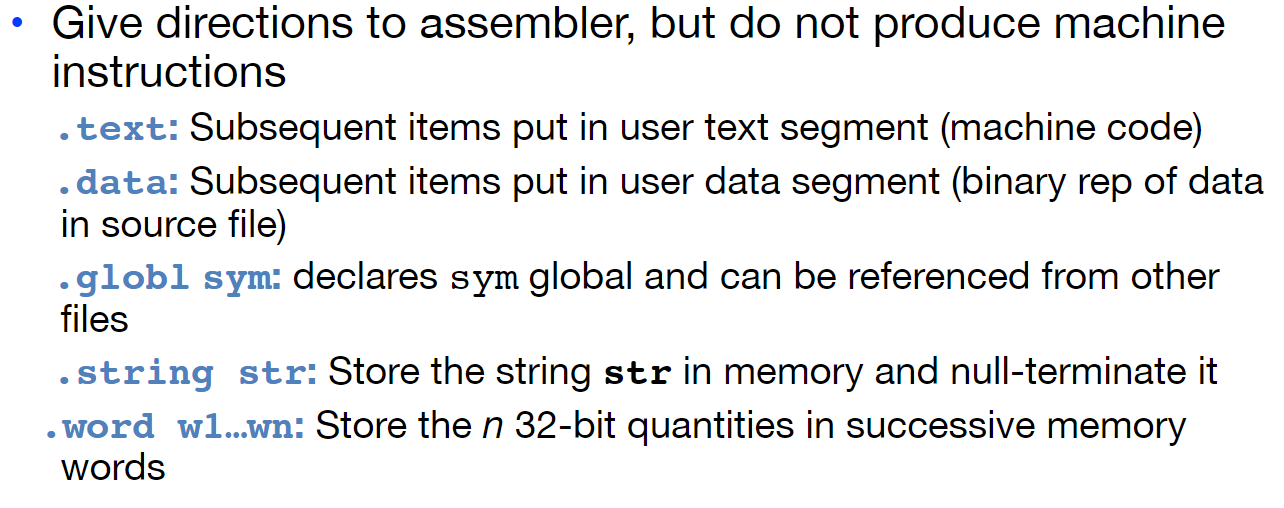 • Give directions to assembler, but do not produce machine
instructions
.text: Subsequent items put in user text segment (machine code)
.data: Subsequent items put in user data segment (binary rep of data
in source file)
.globl sym: declares sym global and can be referenced from other
files
.string str: Store the string str in memory and null-terminate it
.word w1…wn: Store the n 32-bit quantities in successive memory
words